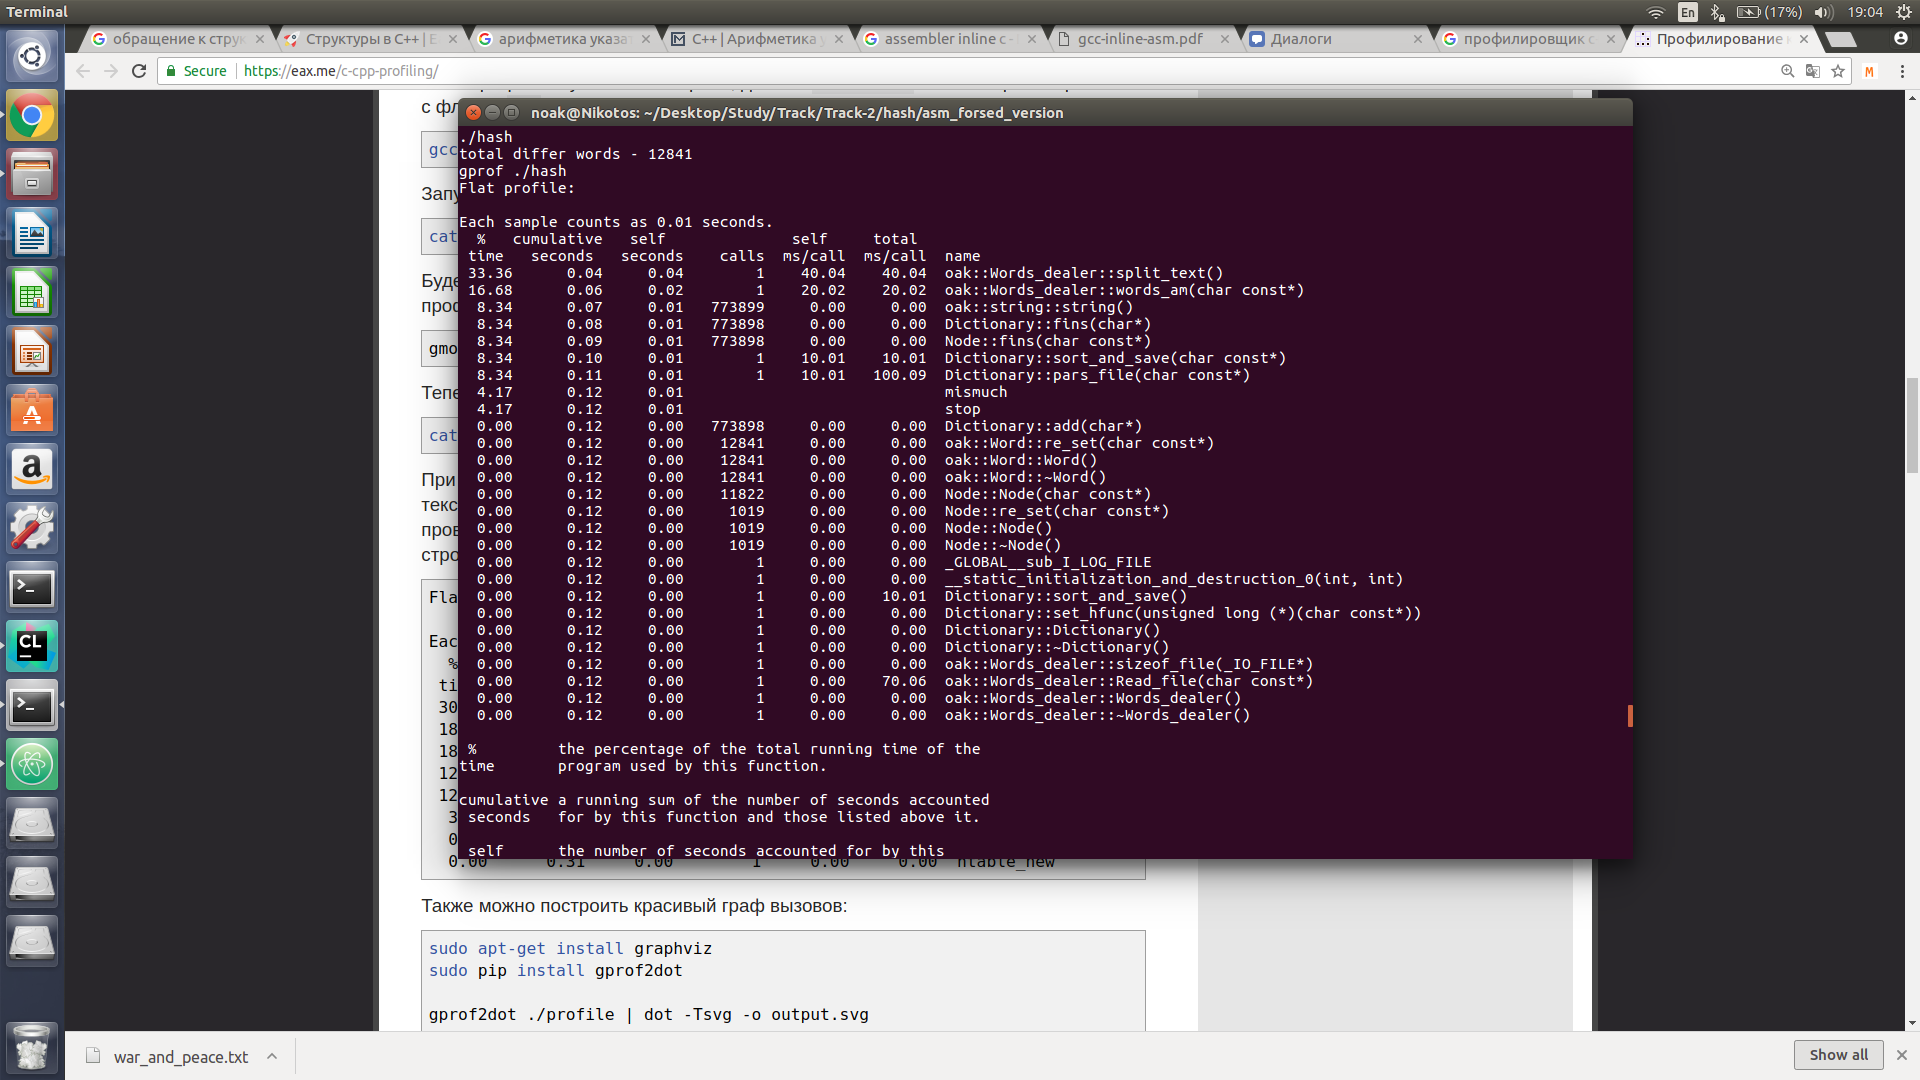 Terminal
En
(17%)
19:04
обращение к струк
Структуры в C++ | E
арифметика указат
C++ | Арифметика у
assembler inline c -
gcc-inline-asm.pdf
Диалоги
профилировщик c
Профилирование
Secure
https://eax.me/c-cpp-profiling/
M
с фл
gcc
Запу
cat
Буде
про
gmo
Тепе
cat
При
текс
пров
стро
Fla
Eac
%
ti
30
18
18
12
12
3
0
0.00 0.31 0.00 1 0.00 0.00 htable_new
noak@Nikotos: ~/Desktop/Study/Track/Track-2/hash/asm_forsed_version
./hash
total differ words - 12841
gprof ./hash
Flat profile:
Each sample counts as 0.01 seconds.
% cumulative self self total
time seconds seconds calls ms/call ms/call name
33.36 0.04 0.04 1 40.04 40.04 oak::Words_dealer::split_text()
16.68 0.06 0.02 1 20.02 20.02 oak::Words_dealer::words_am(char const*)
8.34 0.07 0.01 773899 0.00 0.00 oak::string::string()
8.34 0.08 0.01 773898 0.00 0.00 Dictionary::fins(char*)
8.34 0.09 0.01 773898 0.00 0.00 Node::fins(char const*)
8.34 0.10 0.01 1 10.01 10.01 Dictionary::sort_and_save(char const*)
8.34 0.11 0.01 1 10.01 100.09 Dictionary::pars_file(char const*)
4.17 0.12 0.01 mismuch
4.17 0.12 0.01 stop
0.00 0.12 0.00 773898 0.00 0.00 Dictionary::add(char*)
0.00 0.12 0.00 12841 0.00 0.00 oak::Word::re_set(char const*)
0.00 0.12 0.00 12841 0.00 0.00 oak::Word::Word()
0.00 0.12 0.00 12841 0.00 0.00 oak::Word::~Word()
0.00 0.12 0.00 11822 0.00 0.00 Node::Node(char const*)
0.00 0.12 0.00 1019 0.00 0.00 Node::re_set(char const*)
0.00 0.12 0.00 1019 0.00 0.00 Node::Node()
0.00 0.12 0.00 1019 0.00 0.00 Node::~Node()
0.00 0.12 0.00 1 0.00 0.00 _GLOBAL__sub_I_LOG_FILE
0.00 0.12 0.00 1 0.00 0.00 __static_initialization_and_destruction_0(int, int)
0.00 0.12 0.00 1 0.00 10.01 Dictionary::sort_and_save()
0.00 0.12 0.00 1 0.00 0.00 Dictionary::set_hfunc(unsigned long (*)(char const*))
0.00 0.12 0.00 1 0.00 0.00 Dictionary::Dictionary()
0.00 0.12 0.00 1 0.00 0.00 Dictionary::~Dictionary()
0.00 0.12 0.00 1 0.00 0.00 oak::Words_dealer::sizeof_file(_IO_FILE*)
0.00 0.12 0.00 1 0.00 70.06 oak::Words_dealer::Read_file(char const*)
0.00 0.12 0.00 1 0.00 0.00 oak::Words_dealer::Words_dealer()
0.00 0.12 0.00 1 0.00 0.00 oak::Words_dealer::~Words_dealer()
% the percentage of the total running time of the
time program used by this function.
cumulative a running sum of the number of seconds accounted
seconds for by this function and those listed above it.
self the number of seconds accounted for by this
Также можно построить красивый граф вызовов:
sudo apt-get install graphviz
sudo pip install gprof2dot
gprof2dot ./profile | dot -Tsvg -o output.svg
CL
war_and_peace.txt
Show all